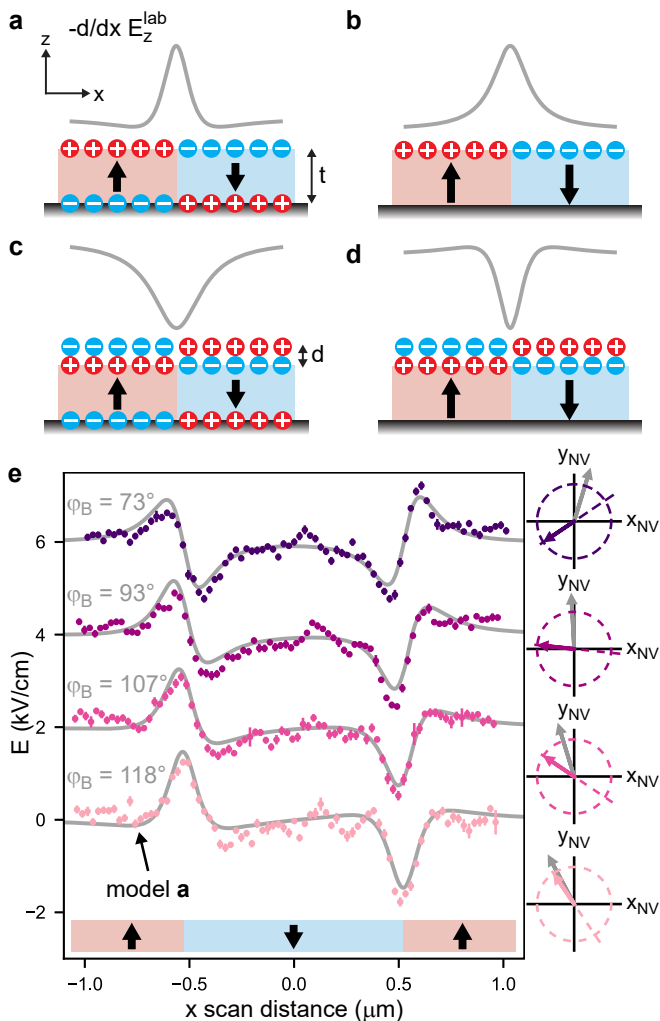 a
-d/dx E_z^lab
z
x
t
b
c
d
d
e
φ_B = 73°
φ_B = 93°
φ_B = 107°
φ_B = 118°
model a
E (kV/cm)
6
4
2
0
−2
−1.0
−0.5
0.0
0.5
1.0
x scan distance (μm)
y_NV
x_NV
y_NV
x_NV
y_NV
x_NV
y_NV
x_NV